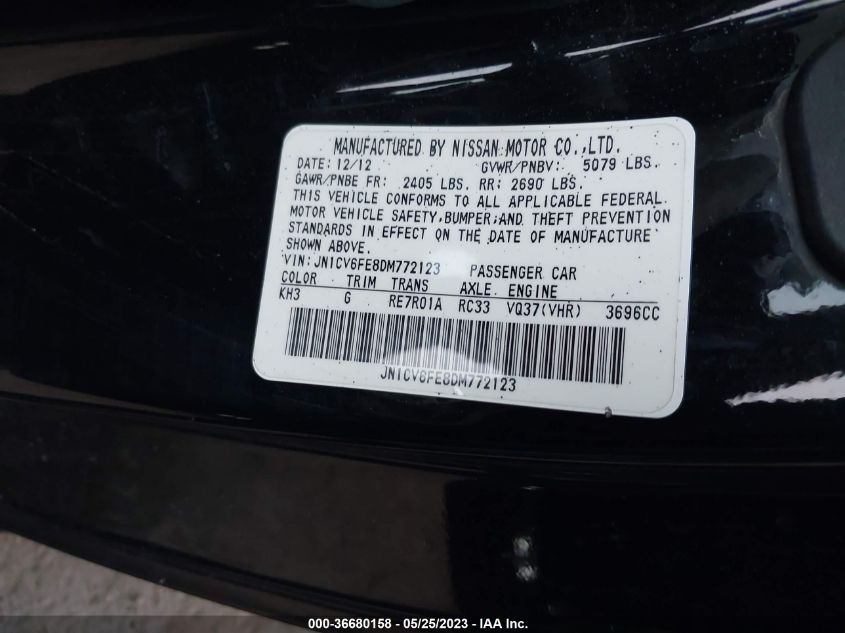 MANUFACTURED BY NISSAN MOTOR CO.,LTD.
DATE: 12/12 GVWR/PNBV: 5079 LBS.
GAWR/PNBE FR: 2405 LBS. RR: 2690 LBS.
THIS VEHICLE CONFORMS TO ALL APPLICABLE FEDERAL
MOTOR VEHICLE SAFETY,BUMPER,AND THEFT PREVENTION
STANDARDS IN EFFECT ON THE DATE OF MANUFACTURE
SHOWN ABOVE.
VIN:JN1CV6FE8DM772123 PASSENGER CAR
COLOR TRIM TRANS AXLE ENGINE
KH3 G RE7R01A RC33 VQ37(VHR) 3696CC
JN1CV6FE8DM772123
000-36680158 - 05/25/2023 - IAA Inc.